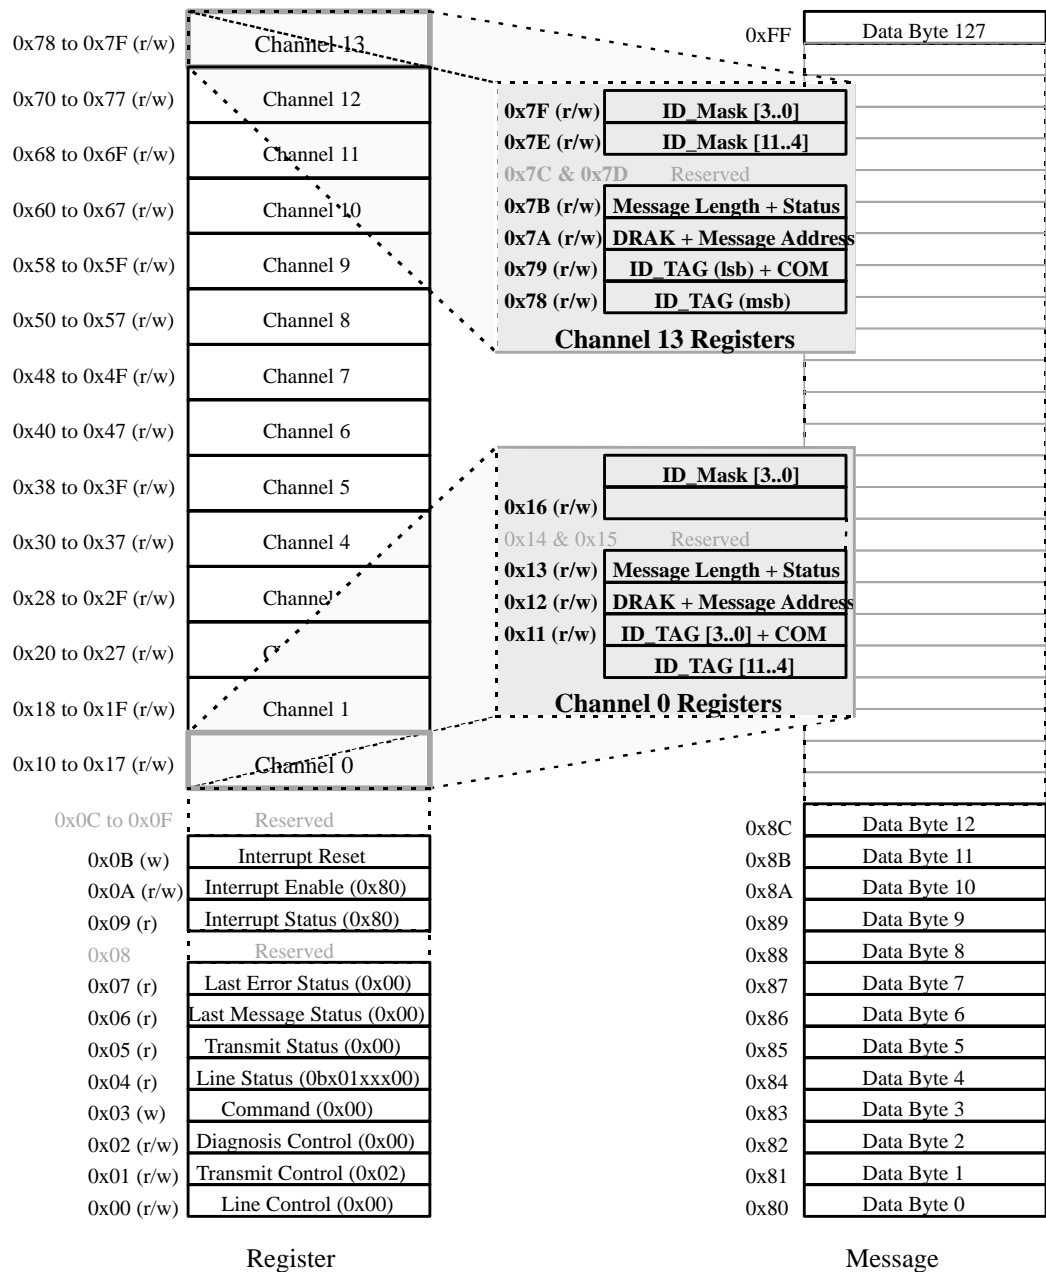 0x78 to 0x7F (r/w) Channel 13
0x70 to 0x77 (r/w) Channel 12
0x68 to 0x6F (r/w) Channel 11
0x60 to 0x67 (r/w) Channel 10
0x58 to 0x5F (r/w) Channel 9
0x50 to 0x57 (r/w) Channel 8
0x48 to 0x4F (r/w) Channel 7
0x40 to 0x47 (r/w) Channel 6
0x38 to 0x3F (r/w) Channel 5
0x30 to 0x37 (r/w) Channel 4
0x28 to 0x2F (r/w) Channel
0x20 to 0x27 (r/w) C
0x18 to 0x1F (r/w) Channel 1
0x10 to 0x17 (r/w) Channel 0
0x0C to 0x0F Reserved
0x0B (w) Interrupt Reset
0x0A (r/w) Interrupt Enable (0x80)
0x09 (r) Interrupt Status (0x80)
0x08 Reserved
0x07 (r) Last Error Status (0x00)
0x06 (r) Last Message Status (0x00)
0x05 (r) Transmit Status (0x00)
0x04 (r) Line Status (0bx01xxx00)
0x03 (w) Command (0x00)
0x02 (r/w) Diagnosis Control (0x00)
0x01 (r/w) Transmit Control (0x02)
0x00 (r/w) Line Control (0x00)
Register
0x7F (r/w) ID_Mask [3..0]
0x7E (r/w) ID_Mask [11..4]
0x7C & 0x7D Reserved
0x7B (r/w) Message Length + Status
0x7A (r/w) DRAK + Message Address
0x79 (r/w) ID_TAG (lsb) + COM
0x78 (r/w) ID_TAG (msb)
Channel 13 Registers
ID_Mask [3..0]
0x16 (r/w)
0x14 & 0x15 Reserved
0x13 (r/w) Message Length + Status
0x12 (r/w) DRAK + Message Address
0x11 (r/w) ID_TAG [3..0] + COM
ID_TAG [11..4]
Channel 0 Registers
0xFF Data Byte 127
0x8C Data Byte 12
0x8B Data Byte 11
0x8A Data Byte 10
0x89 Data Byte 9
0x88 Data Byte 8
0x87 Data Byte 7
0x86 Data Byte 6
0x85 Data Byte 5
0x84 Data Byte 4
0x83 Data Byte 3
0x82 Data Byte 2
0x81 Data Byte 1
0x80 Data Byte 0
Message